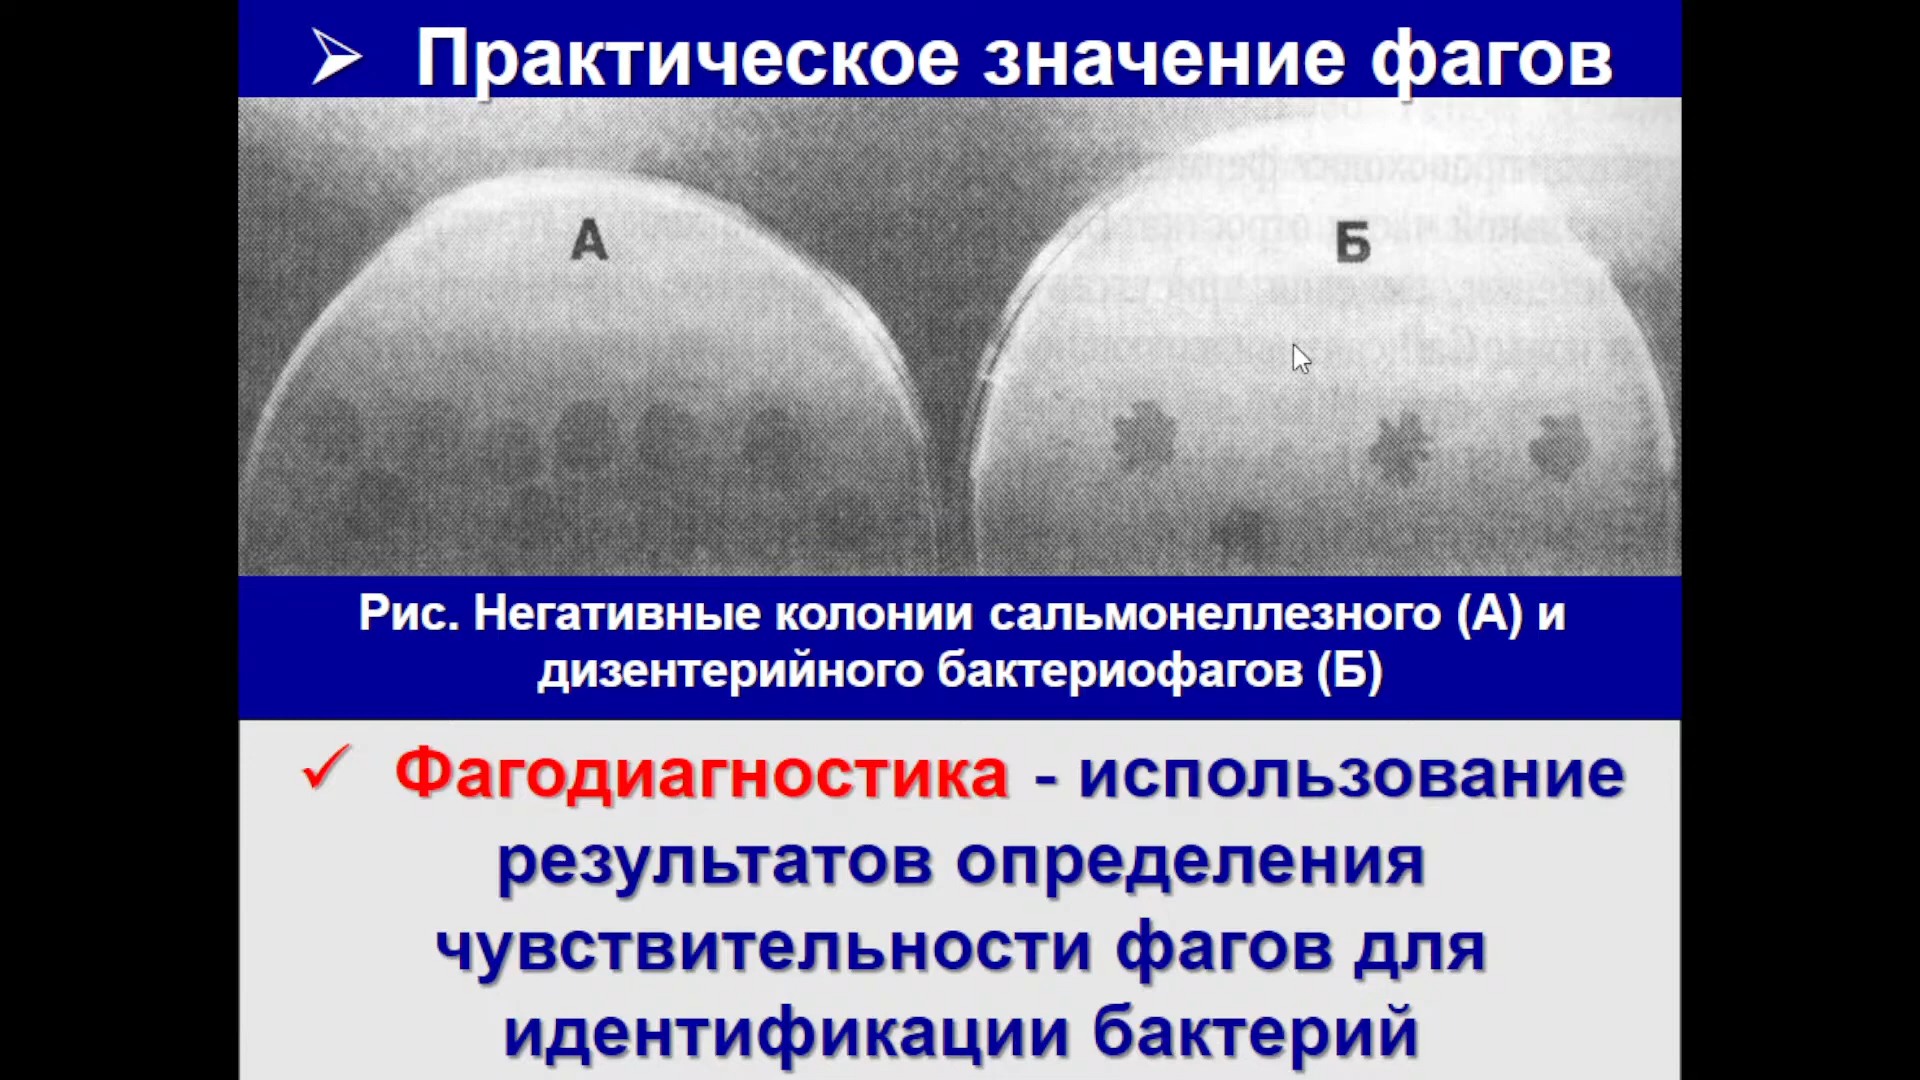 Практическое значение фагов
А
Б
Рис. Негативные колонии сальмонеллезного (А) и
дизентерийного бактериофагов (Б)
Фагодиагностика - использование
результатов определения
чувствительности фагов для
идентификации бактерий